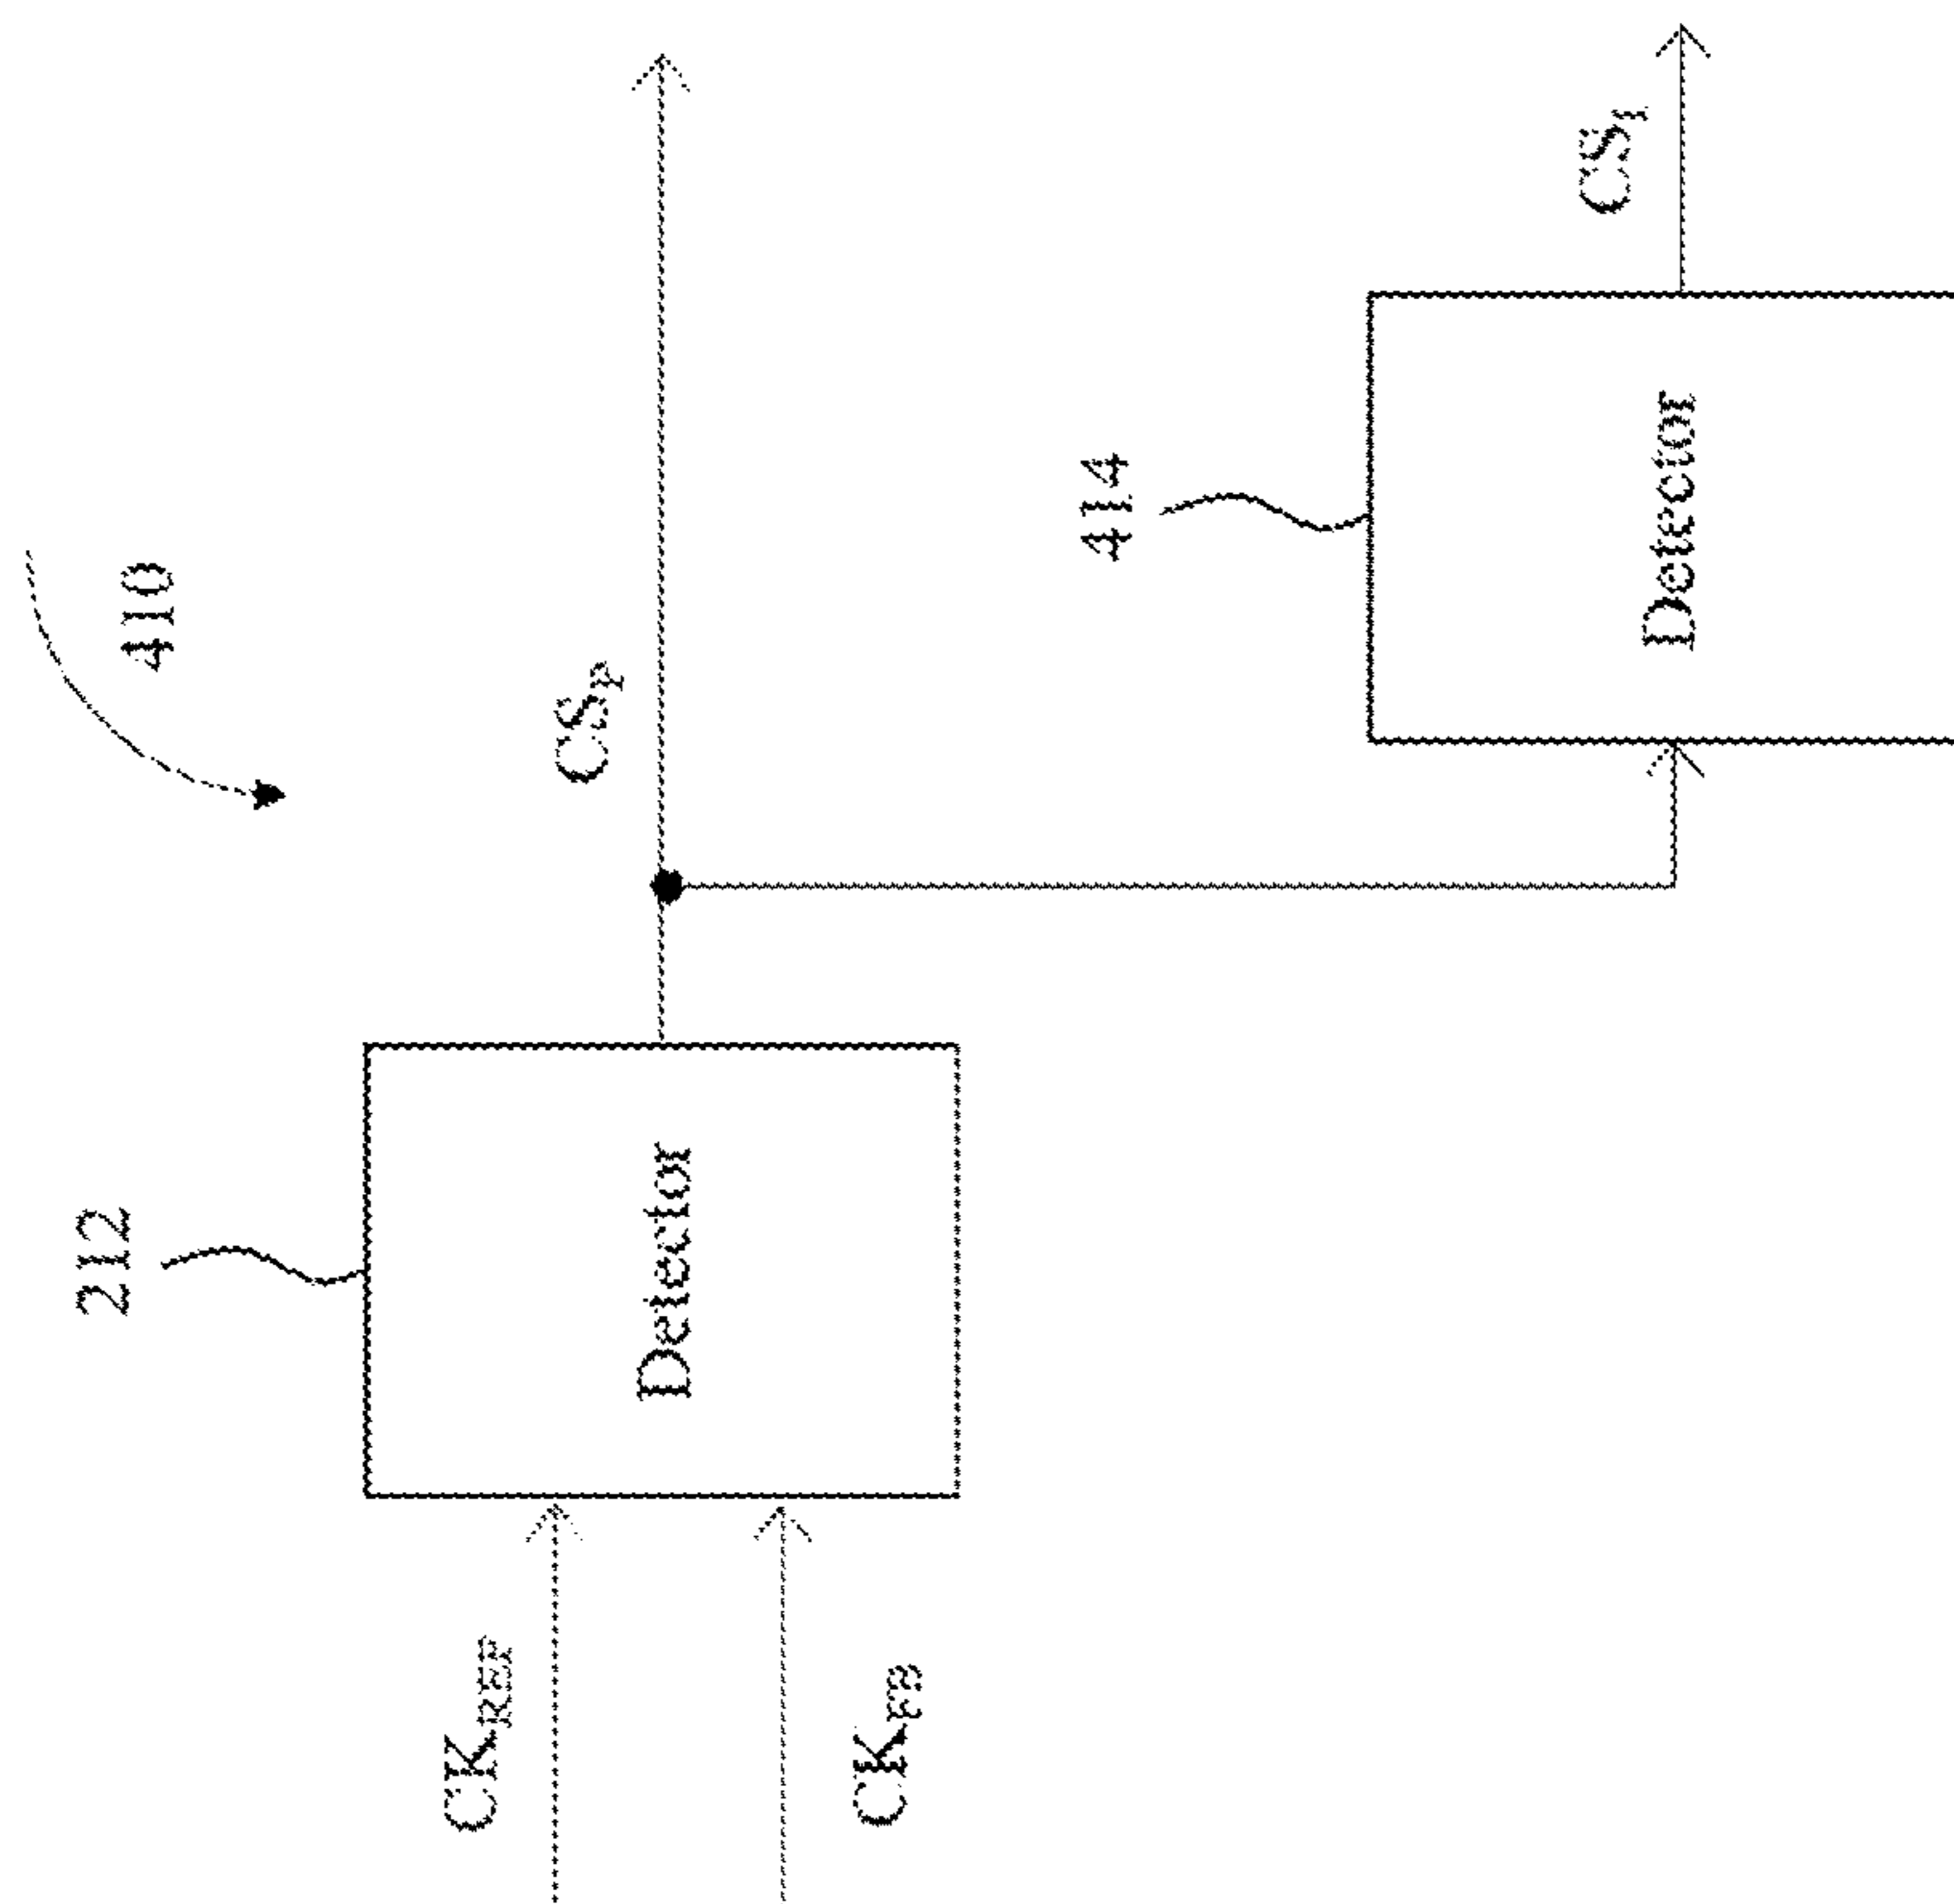 410
212
CK_REF
Detector
CS_P
CK_FB
414
Detector
CS_I